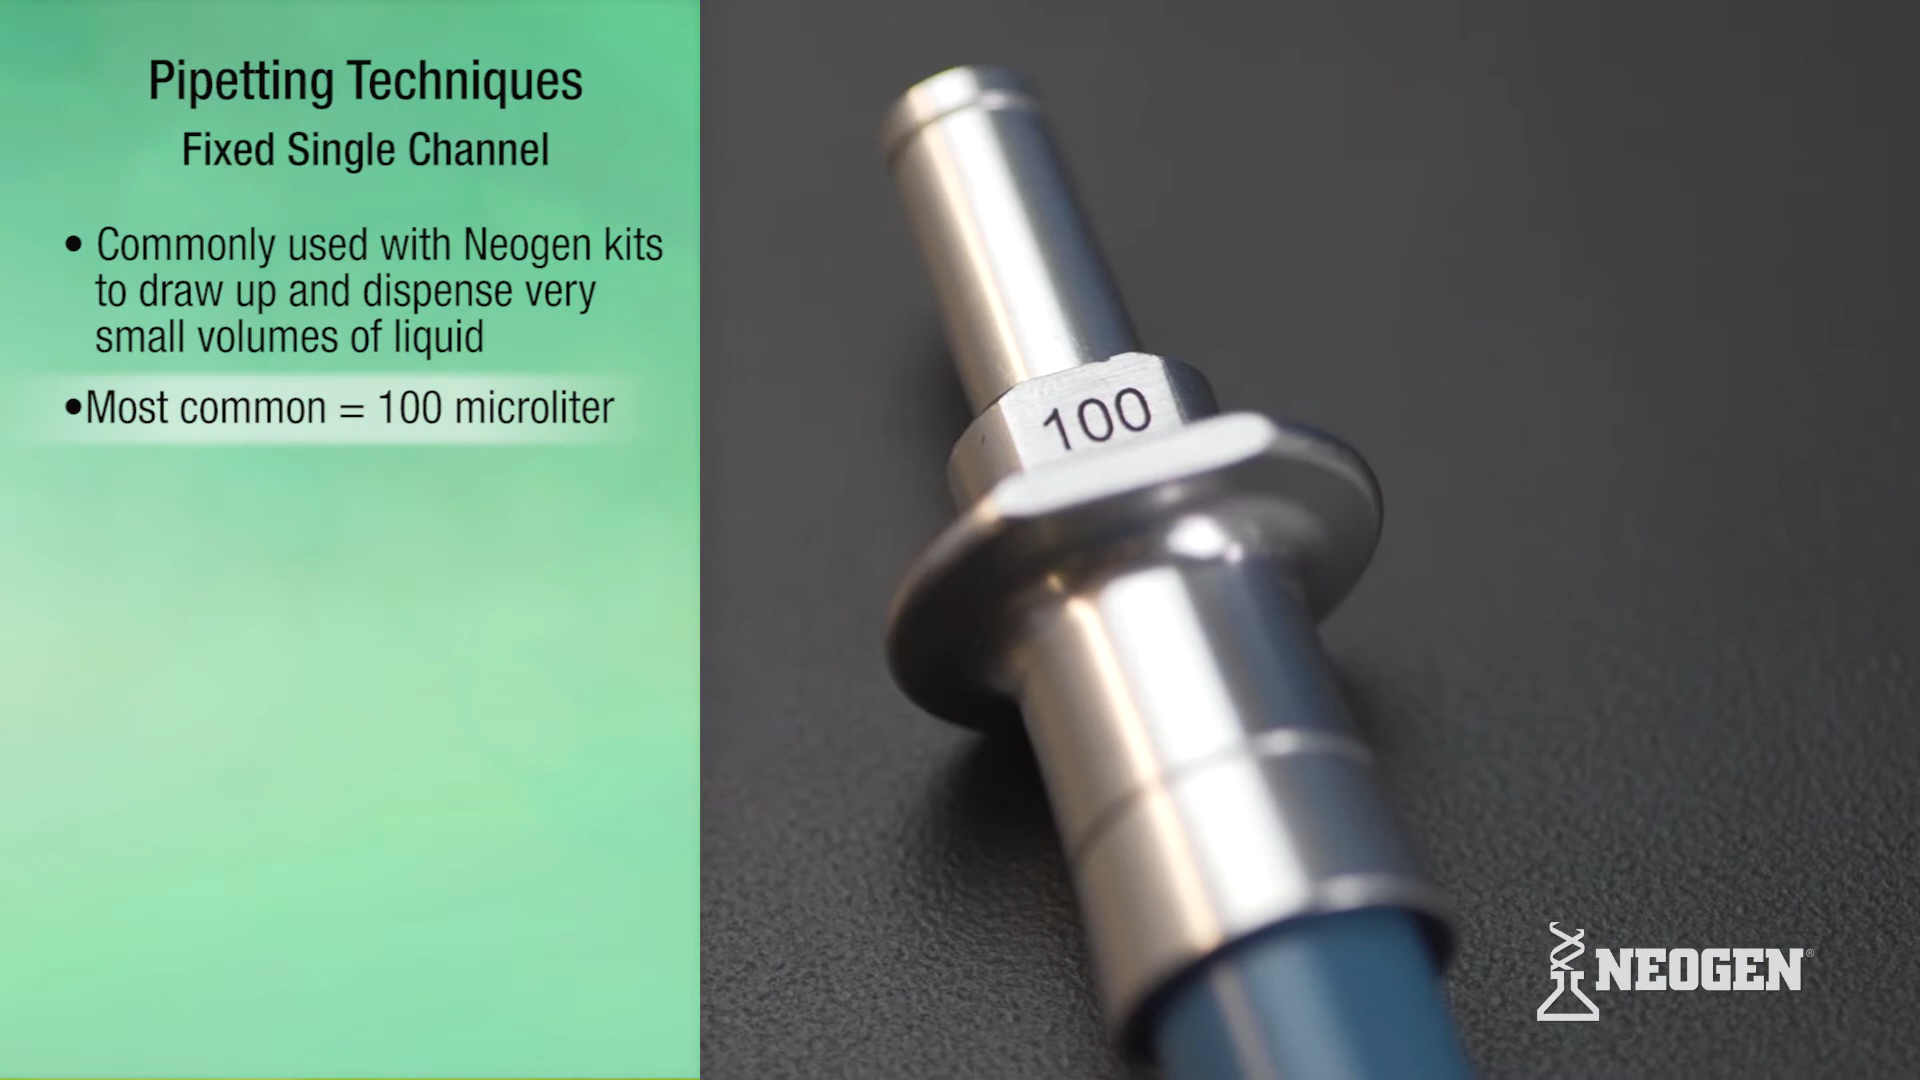 Pipetting Techniques
Fixed Single Channel
• Commonly used with Neogen kits
to draw up and dispense very
small volumes of liquid
•Most common = 100 microliter
100
NEOGEN®